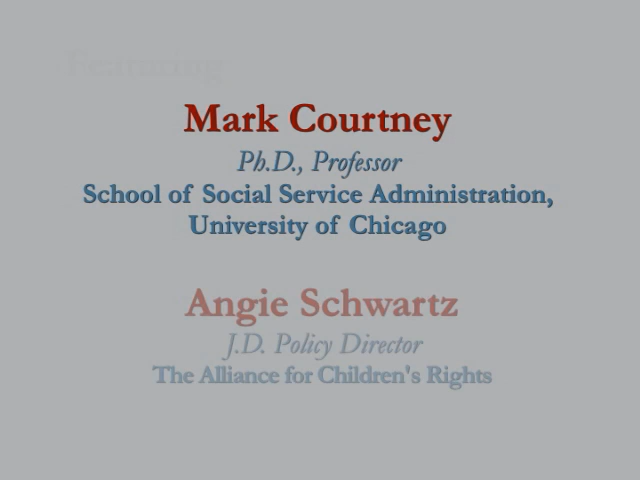 Featuring
Mark Courtney
Ph.D., Professor
School of Social Service Administration,
University of Chicago
Angie Schwartz
J.D. Policy Director
The Alliance for Children's Rights